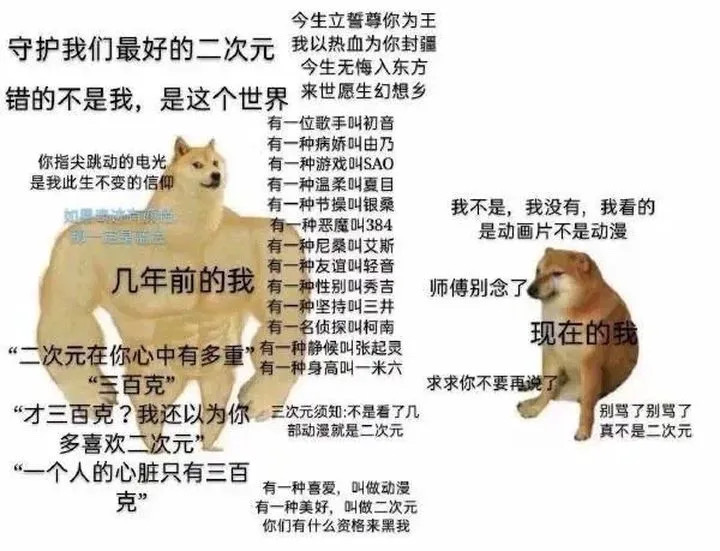 守护我们最好的二次元
错的不是我，是这个世界
今生立誓尊你为王
我以热血为你封疆
今生无悔入东方
来世愿生幻想乡
你指尖跳动的电光
是我此生不变的信仰
如果奇迹有颜色
那一定是
几年前的我
有一位歌手叫初音
有一种病娇叫由乃
有一种游戏叫SAO
有一种温柔叫夏目
有一种节操叫银桑
有一种恶魔叫384
有一种尼桑叫艾斯
有一种友谊叫轻音
有一种性别叫秀吉
有一种坚持叫三井
有一名侦探叫柯南
有一种静候叫张起灵
有一种身高叫一米六
“二次元在你心中有多重”
“三百克”
“才三百克？我还以为你
多喜欢二次元”
“一个人的心脏只有三百
克”
三次元须知:不是看了几
部动漫就是二次元
有一种喜爱，叫做动漫
有一种美好，叫做二次元
你们有什么资格来黑我
我不是，我没有，我看的
是动画片不是动漫
师傅别念了
现在的我
求求你不要再说了
别骂了别骂了
真不是二次元